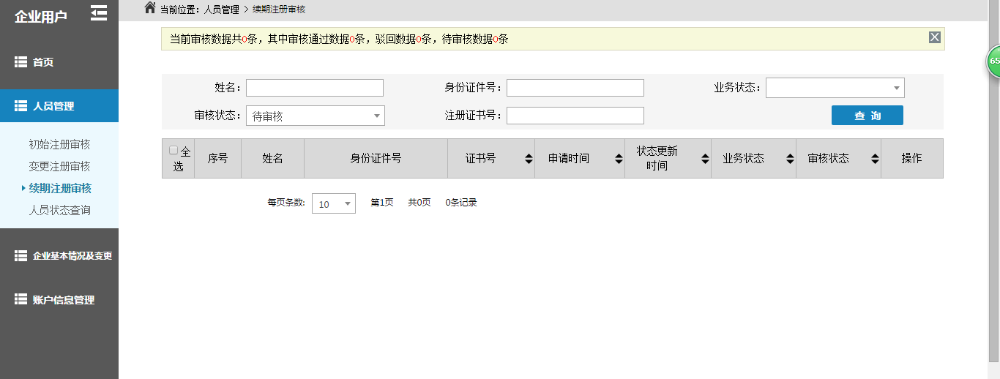 企业用户
首页
人员管理
初始注册审核
变更注册审核
续期注册审核
人员状态查询
企业基本情况及变更
账户信息管理
当前位置：人员管理 > 续期注册审核
当前审核数据共0条，其中审核通过数据0条，驳回数据0条，待审核数据0条
姓名： 身份证件号： 业务状态：
审核状态： 待审核 注册证书号： 查 询
全选 序号 姓名 身份证件号 证书号 申请时间 状态更新时间 业务状态 审核状态 操作
每页条数: 10 第1页 共0页 0条记录
65